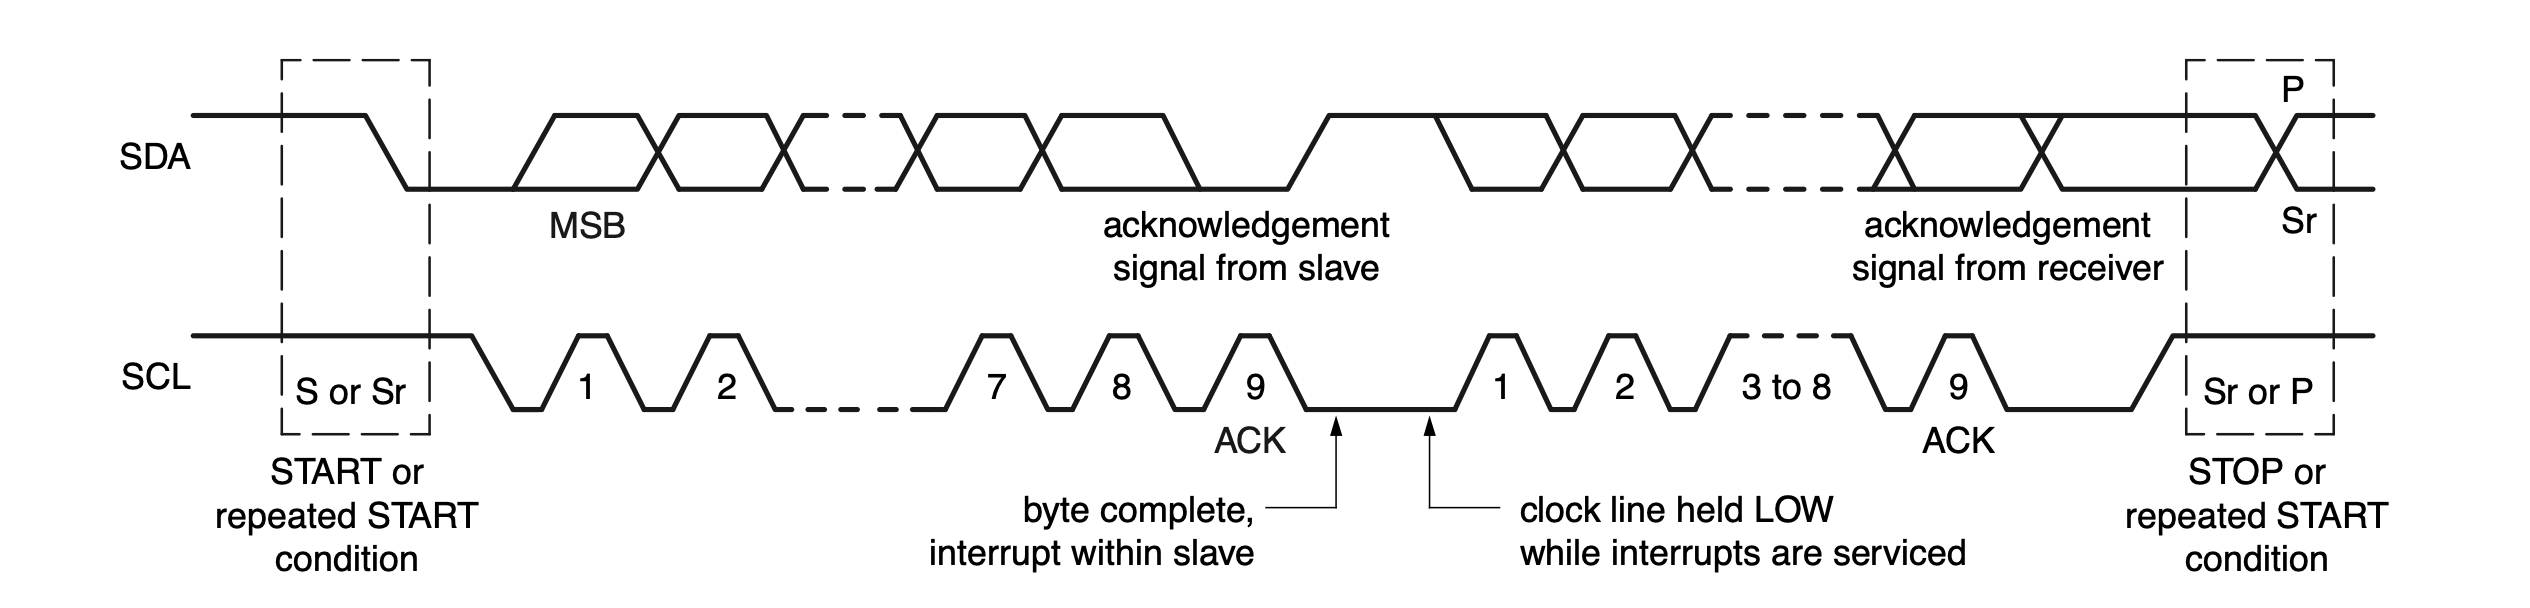 P
SDA
MSB
acknowledgement
signal from slave
acknowledgement
signal from receiver
Sr
SCL
S or Sr
1
2
7
8
9
1
2
3 to 8
9
Sr or P
ACK
ACK
START or
repeated START
condition
byte complete,
interrupt within slave
clock line held LOW
while interrupts are serviced
STOP or
repeated START
condition